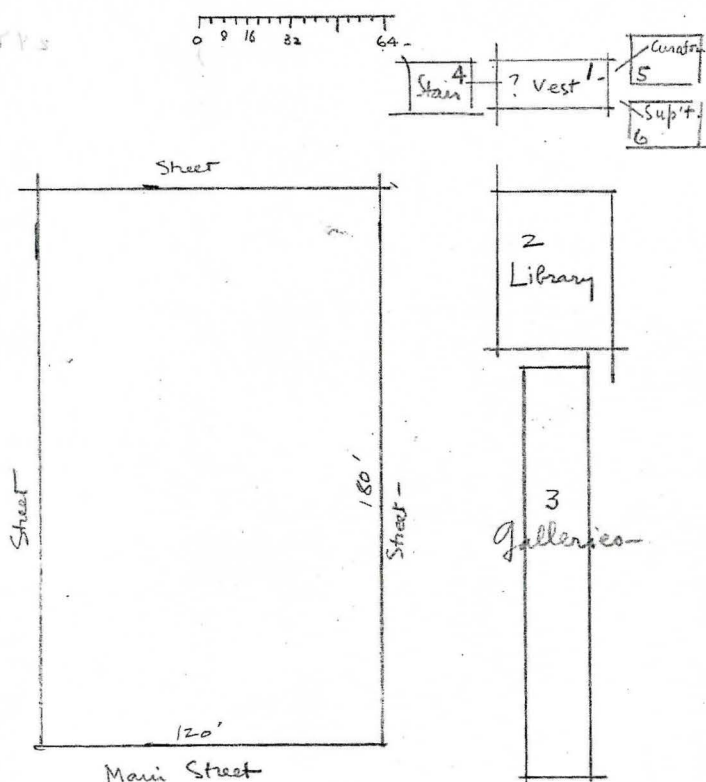 0 8 16 32 64-
Stair 4
? Vest 1-
Curator
5
Sup't.
6
Street
2
Library
Street
180'
Street-
3
Galleries-
120'
Main Street